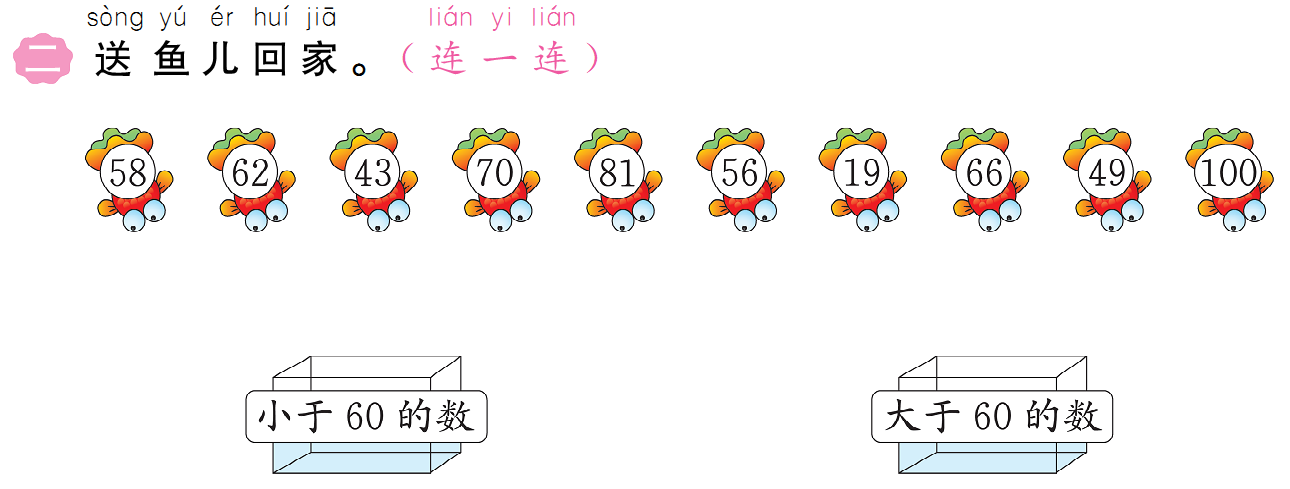 sòng yú ér huí jiā lián yi lián
二 送鱼儿回家。（连一连）
58 62 43 70 81 56 19 66 49 100
小于60的数 大于60的数